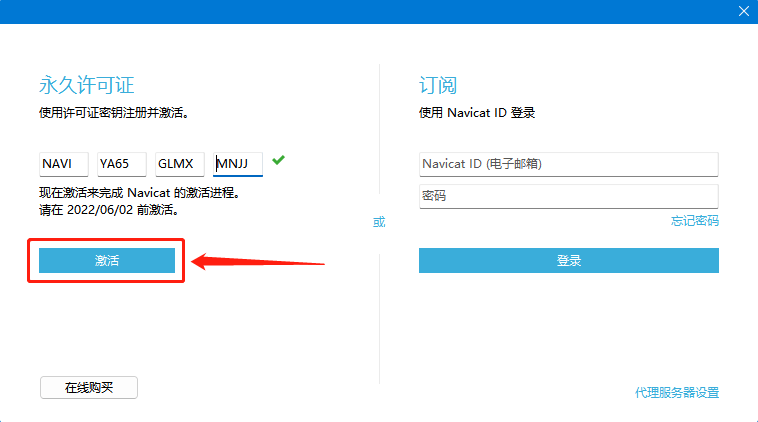 永久许可证
使用许可证密钥注册并激活。
NAVI YA65 GLMX MNJJ
现在激活来完成 Navicat 的激活进程。
请在 2022/06/02 前激活。
激活
在线购买
或
订阅
使用 Navicat ID 登录
Navicat ID (电子邮箱)
密码
忘记密码
登录
代理服务器设置